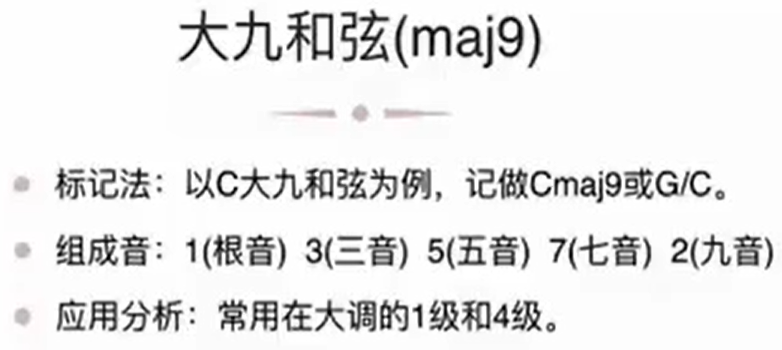 大九和弦(maj9)
标记法：以C大九和弦为例，记做Cmaj9或G/C。
组成音：1(根音) 3(三音) 5(五音) 7(七音) 2(九音)
应用分析：常用在大调的1级和4级。